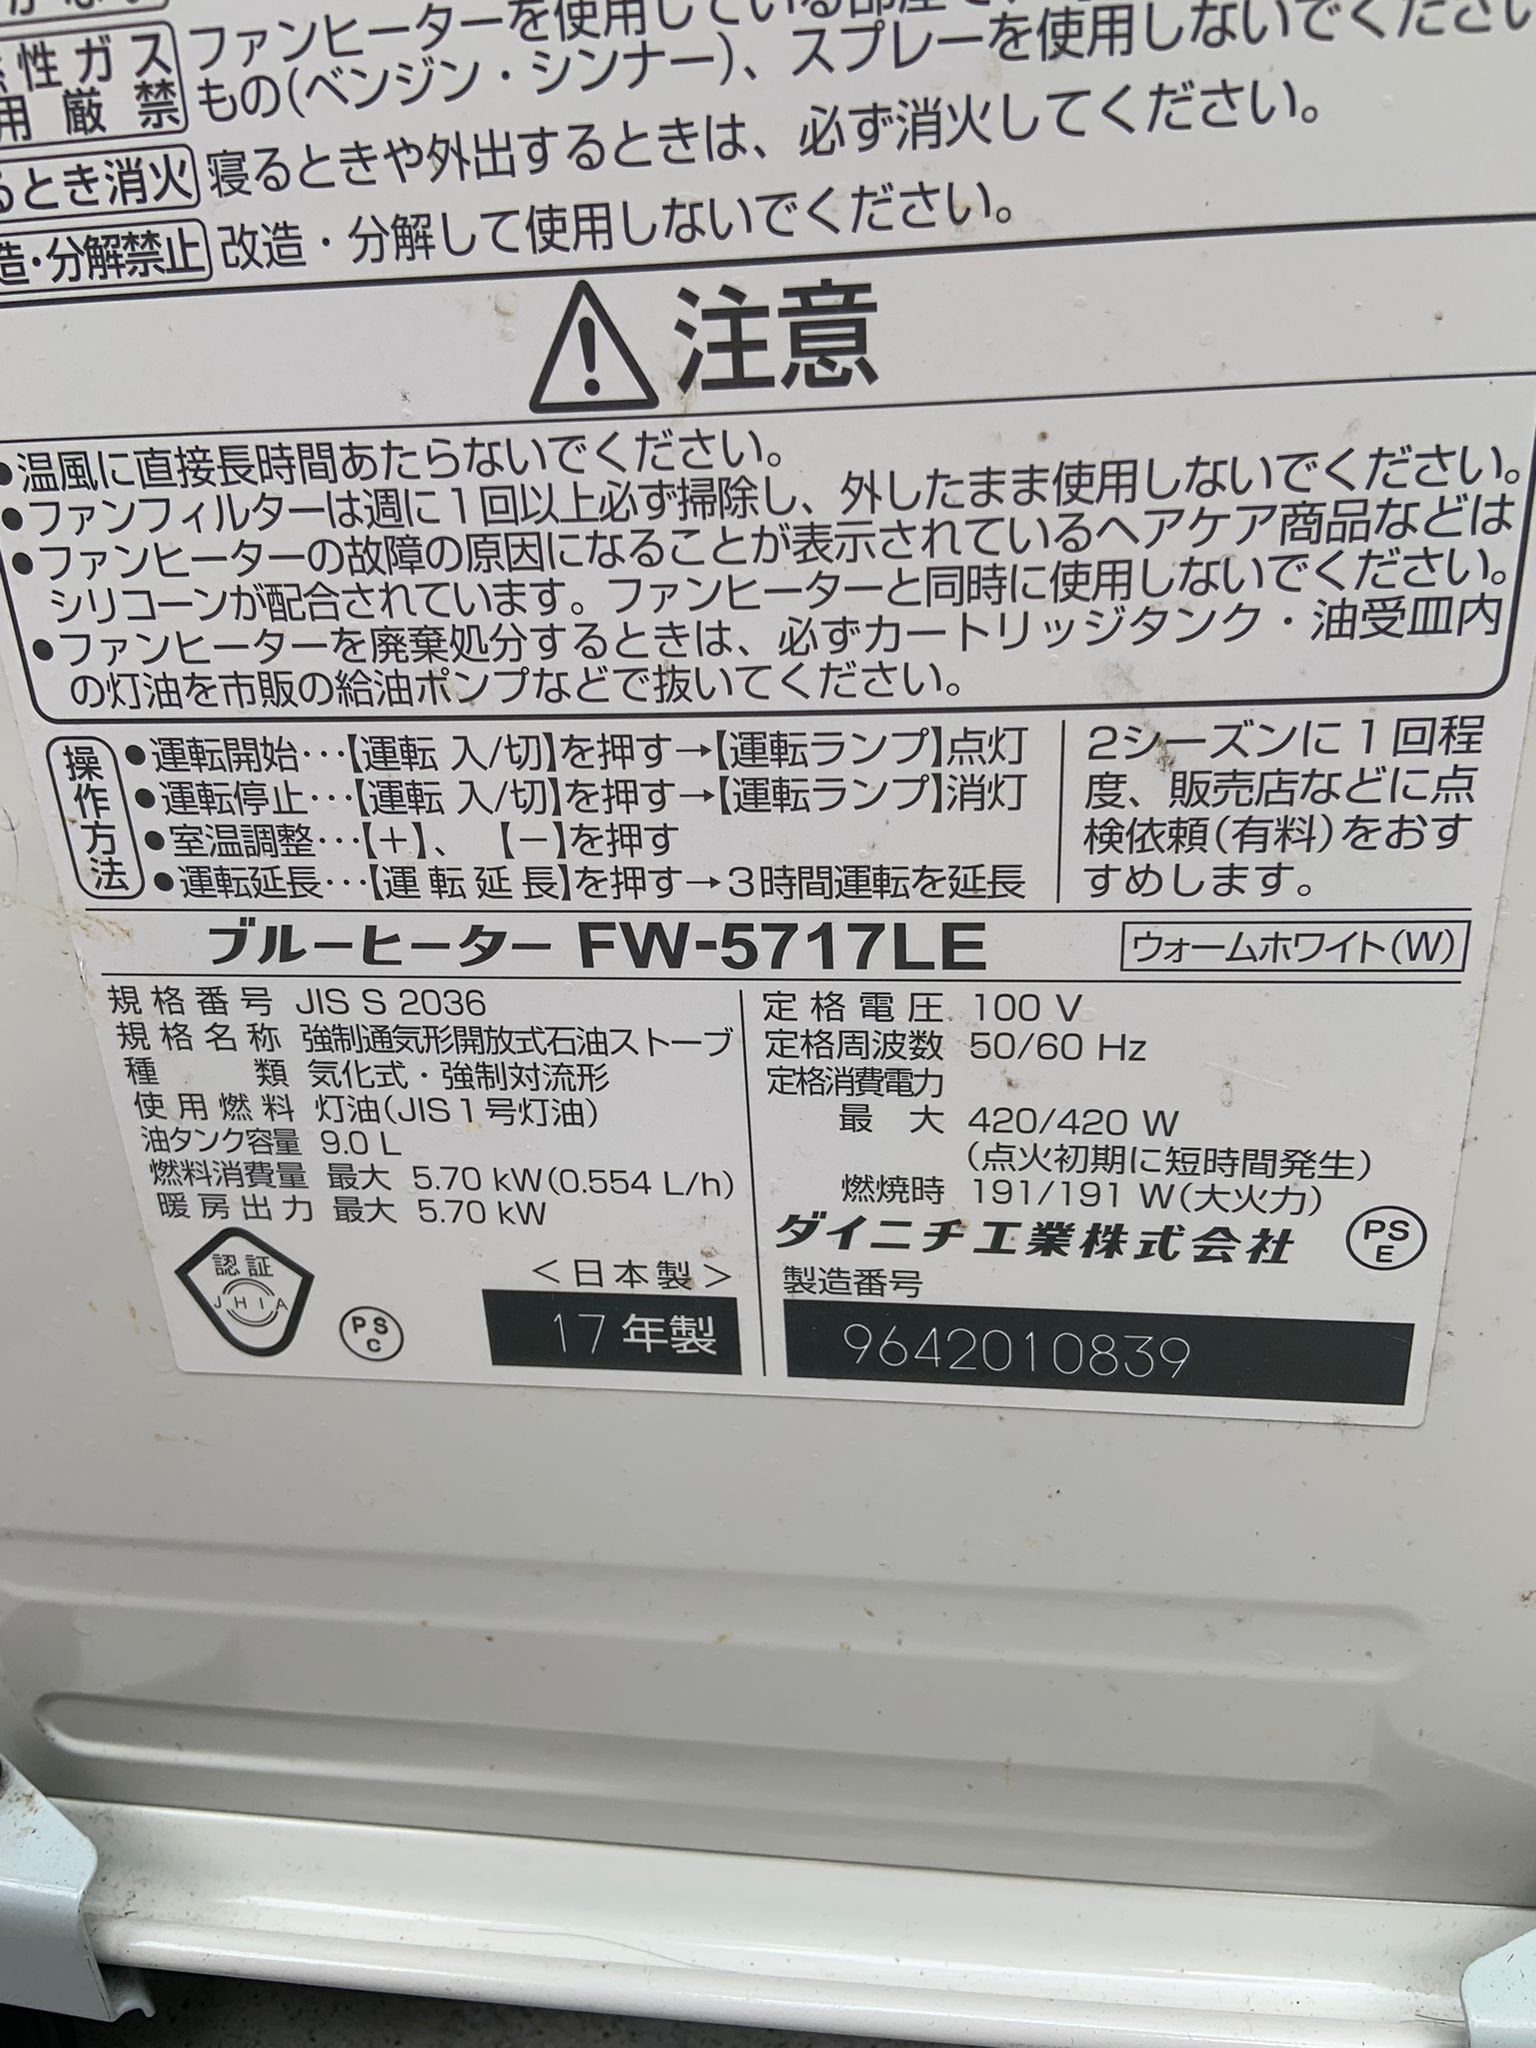 性ガス
用厳禁
ファンヒーターを使用している部屋で
もの(ベンジン・シンナー)、スプレーを使用しないでください
るとき消火 寝るときや外出するときは、必ず消火してください。
造・分解禁止 改造・分解して使用しないでください。
注意
●温風に直接長時間あたらないでください。
●ファンフィルターは週に1回以上必ず掃除し、外したまま使用しないでください。
●ファンヒーターの故障の原因になることが表示されているヘアケア商品などは
シリコーンが配合されています。ファンヒーターと同時に使用しないでください。
●ファンヒーターを廃棄処分するときは、必ずカートリッジタンク・油受皿内
の灯油を市販の給油ポンプなどで抜いてください。
操作方法
●運転開始…【運転 入/切】を押す→【運転ランプ】点灯
●運転停止…【運転 入/切】を押す→【運転ランプ】消灯
●室温調整…【+】、【-】を押す
●運転延長…【運転延長】を押す→3時間運転を延長
2シーズンに1回程
度、販売店などに点
検依頼(有料)をおす
すめします。
ブルーヒーター FW-5717LE ウォームホワイト(W)
規格番号 JIS S 2036
規格名称 強制通気形開放式石油ストーブ
種類 気化式・強制対流形
使用燃料 灯油(JIS1号灯油)
油タンク容量 9.0 L
燃料消費量 最大 5.70 kW(0.554 L/h)
暖房出力 最大 5.70 kW
認証
JHIA
PS
C
<日本製>
17年製
定格電圧 100 V
定格周波数 50/60 Hz
定格消費電力
最大 420/420 W
(点火初期に短時間発生)
燃焼時 191/191 W(大火力)
ダイニチ工業株式会社
PS
E
製造番号
9642010839